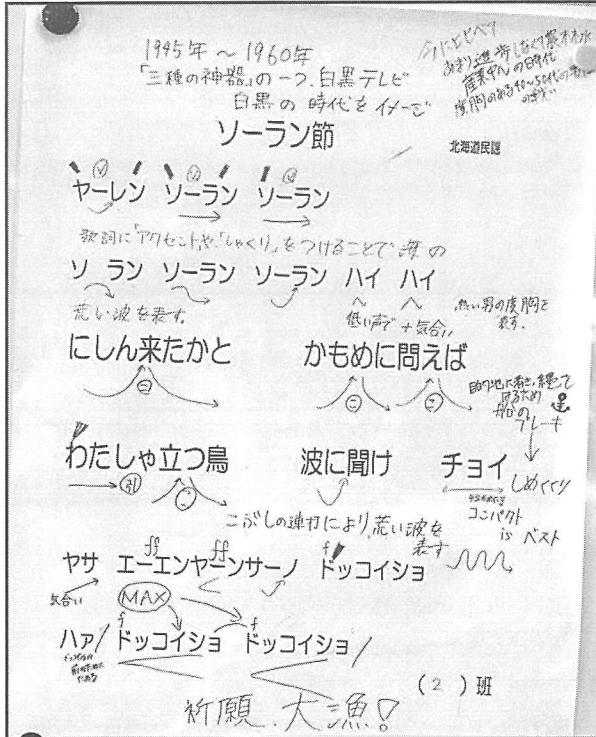 1945年～1960年
「三種の神器」の一つ、白黒テレビ
白黒の時代をイメージ
ソーラン節
北海道民謡
ヤーレン ソーラン ソーラン
歌詞に「アクセント」や「しゃくり」をつけることで海の
ソ ラン ソーラン ソーラン ハイ ハイ
荒い波を表す。
低い声で +気合い
熱い男の度胸を
表す。
にしん来たかと かもめに問えば
船の
ブレーキ
わたしゃ立つ鳥 波に聞け チョイ
しめくくり
コンパクト
is ベスト
こぶしの連打により、荒い波を
表す
ff ff f
ヤサ エーエンヤーンサーノ ドッコイショ
気合い
MAX
f f
ハァ ドッコイショ ドッコイショ
(2)班
祈願、大漁!